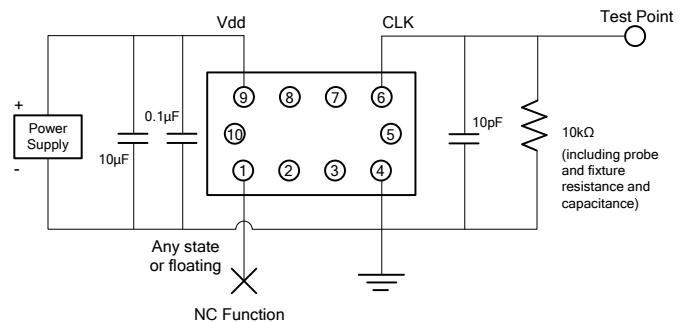 Vdd
CLK
Test Point
+
Power
Supply
-
10µF
0.1µF
9
8
7
6
10
5
1
2
3
4
10pF
10kΩ
(including probe
and fixture
resistance and
capacitance)
Any state
or floating
NC Function